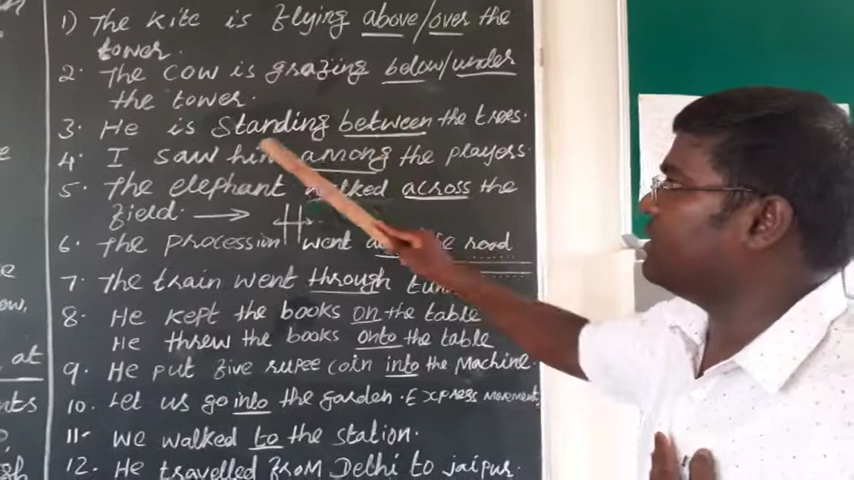 1) The Kite is flying above/over the
tower.
2. The Cow is grazing below/under
the tower.
3. He is Standing between the trees.
4. I saw him among the players.
5. The elephant walked across the
field.
6. The procession went the road
7. The train went through
8. He kept the books on the table.
He threw the books onto the table.
9. He put five rupee coin into the Machine.
10. Let us go into the garden. Express movement.
11. We walked to the station.
12. He travelled from Delhi to Jaipur.
at